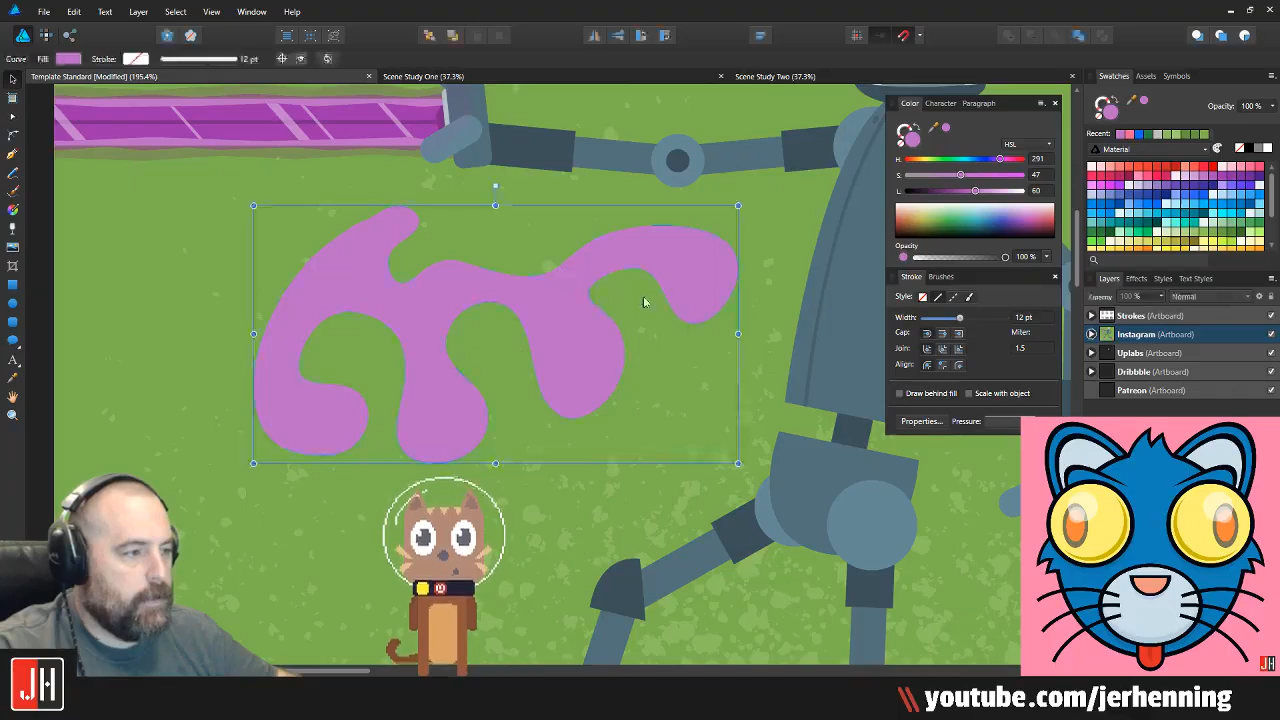 File Edit Text Layer Select View Window Help
Curve Fill: Stroke: 12 pt
Template Standard [Modified] (195.4%) × Scene Study One (37.3%) × Scene Study Two (37.3%) ×
Swatches Assets Symbols
Opacity: 100 %
Recent:
Material
Color Character Paragraph
HSL
H: 291
S: 47
L: 60
Opacity
100 %
Stroke Brushes
Style:
Width: 12 pt
Cap: Miter:
Join: 1.5
Align:
Draw behind fill Scale with object
Properties... Pressure:
Layers Effects Styles Text Styles
100 % Normal
Strokes (Artboard)
Instagram (Artboard)
Uplabs (Artboard)
Dribbble (Artboard)
Patreon (Artboard)
JH
JH
\\ youtube.com/jerhenning